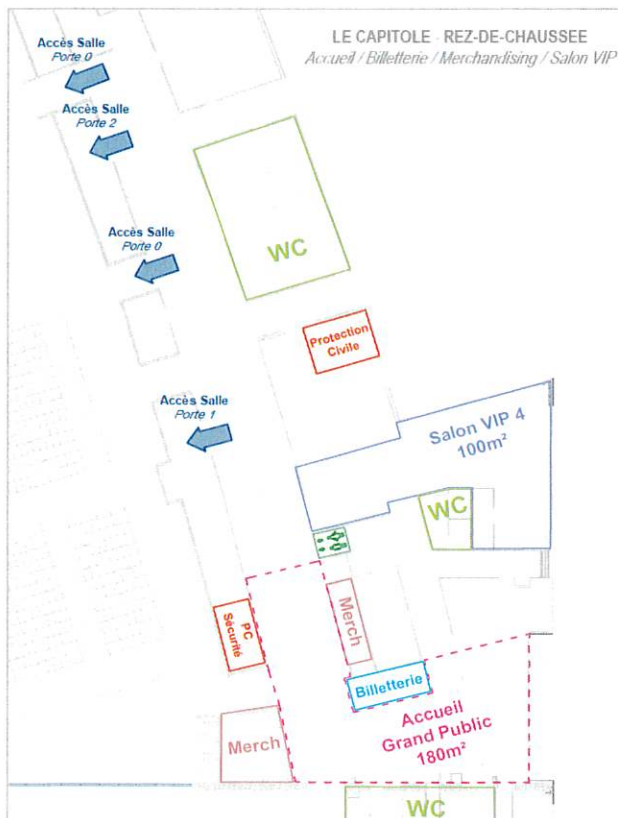 LE CAPITOLE - REZ-DE-CHAUSSEE
Accueil / Billetterie / Merchandising / Salon VIP
Accès Salle
Porte 0
Accès Salle
Porte 2
Accès Salle
Porte 0
WC
Protection
Civile
Accès Salle
Porte 1
Salon VIP 4
100m²
WC
Merch
PC
Sécurité
Billetterie
Accueil
Grand Public
180m²
Merch
WC